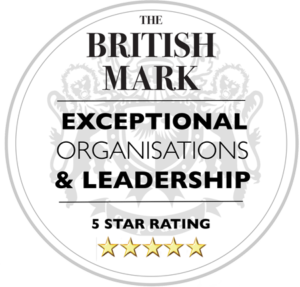 THE
BRITISH
MARK
EXCEPTIONAL
ORGANISATIONS
& LEADERSHIP
5 STAR RATING